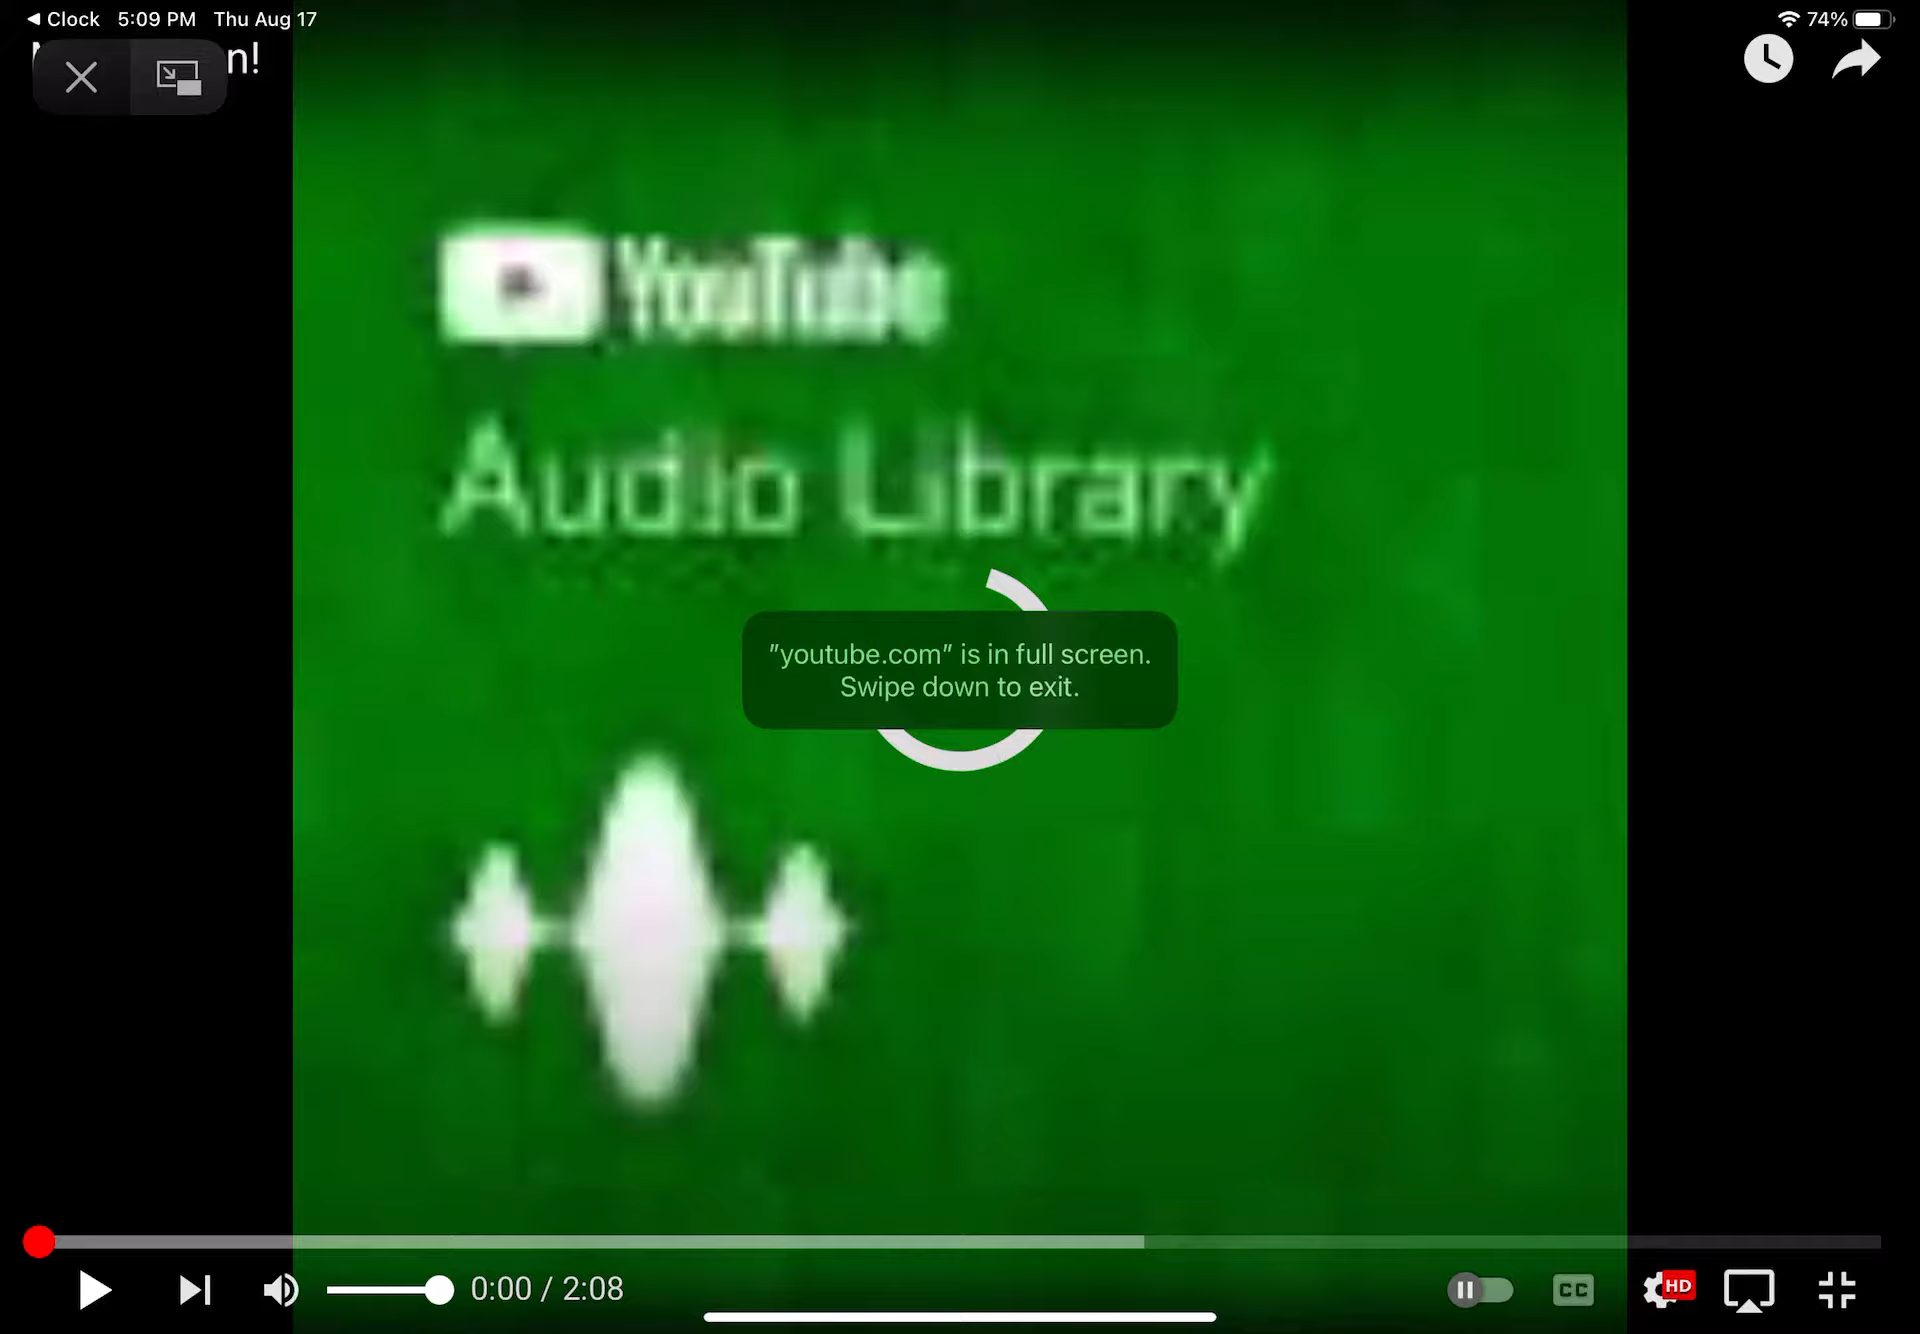 Clock 5:09 PM Thu Aug 17
74%
n!
YouTube
Audio Library
"youtube.com" is in full screen.
Swipe down to exit.
0:00 / 2:08
CC
HD